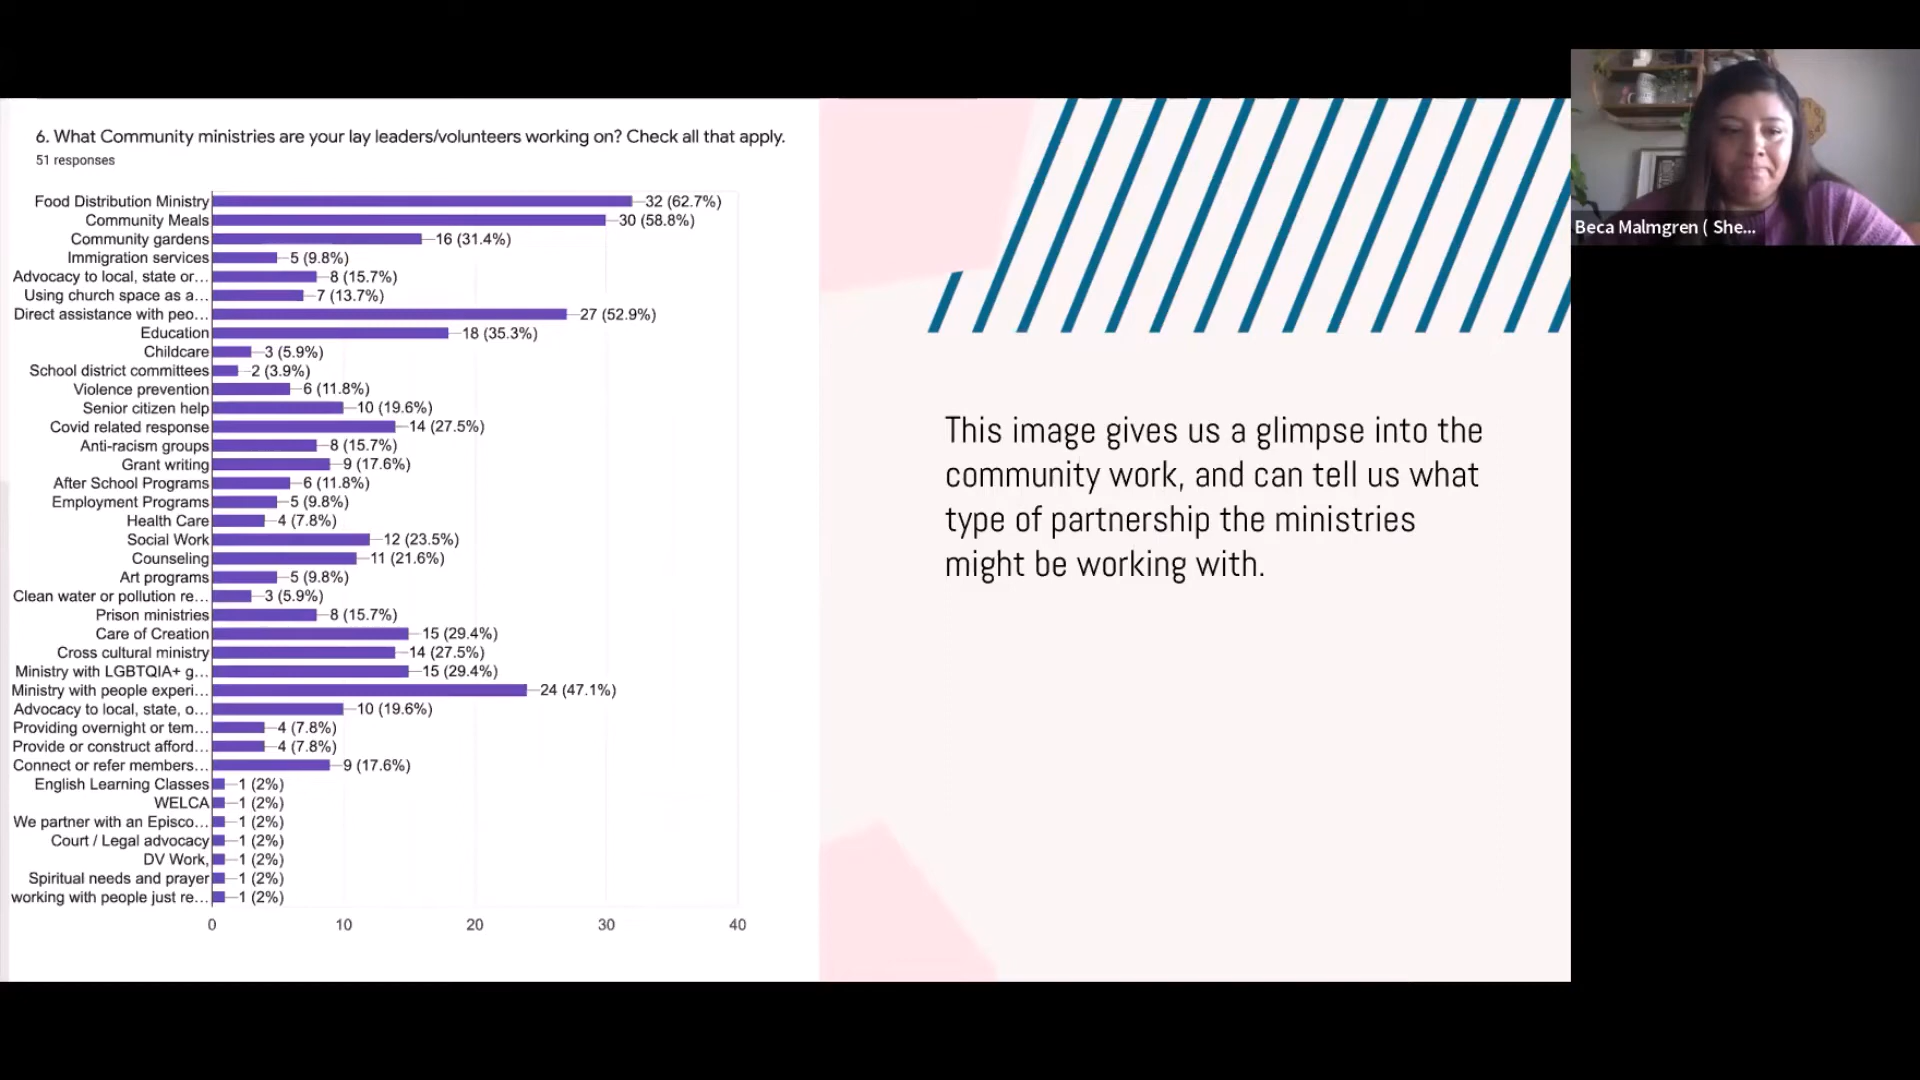 6. What Community ministries are your lay leaders/volunteers working on? Check all that apply.
51 responses
Food Distribution Ministry 32 (62.7%)
Community Meals 30 (58.8%)
Community gardens 16 (31.4%)
Immigration services 5 (9.8%)
Advocacy to local, state or… 8 (15.7%)
Using church space as a… 7 (13.7%)
Direct assistance with peo… 27 (52.9%)
Education 18 (35.3%)
Childcare 3 (5.9%)
School district committees 2 (3.9%)
Violence prevention 6 (11.8%)
Senior citizen help 10 (19.6%)
Covid related response 14 (27.5%)
Anti-racism groups 8 (15.7%)
Grant writing 9 (17.6%)
After School Programs 6 (11.8%)
Employment Programs 5 (9.8%)
Health Care 4 (7.8%)
Social Work 12 (23.5%)
Counseling 11 (21.6%)
Art programs 5 (9.8%)
Clean water or pollution re… 3 (5.9%)
Prison ministries 8 (15.7%)
Care of Creation 15 (29.4%)
Cross cultural ministry 14 (27.5%)
Ministry with LGBTQIA+ g… 15 (29.4%)
Ministry with people experi… 24 (47.1%)
Advocacy to local, state, o… 10 (19.6%)
Providing overnight or tem… 4 (7.8%)
Provide or construct afford… 4 (7.8%)
Connect or refer members… 9 (17.6%)
English Learning Classes 1 (2%)
WELCA 1 (2%)
We partner with an Episco… 1 (2%)
Court / Legal advocacy 1 (2%)
DV Work, 1 (2%)
Spiritual needs and prayer 1 (2%)
working with people just re… 1 (2%)
0 10 20 30 40
This image gives us a glimpse into the
community work, and can tell us what
type of partnership the ministries
might be working with.
Beca Malmgren ( She...